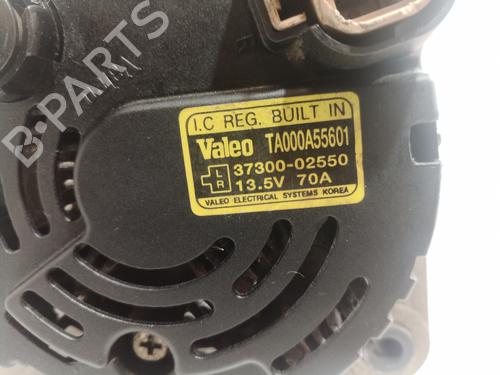 B-PARTS
I.C REG. BUILT IN
Valeo TA000A55601
L R 37300-02550
13.5V 70A
VALEO ELECTRICAL SYSTEMS KOREA